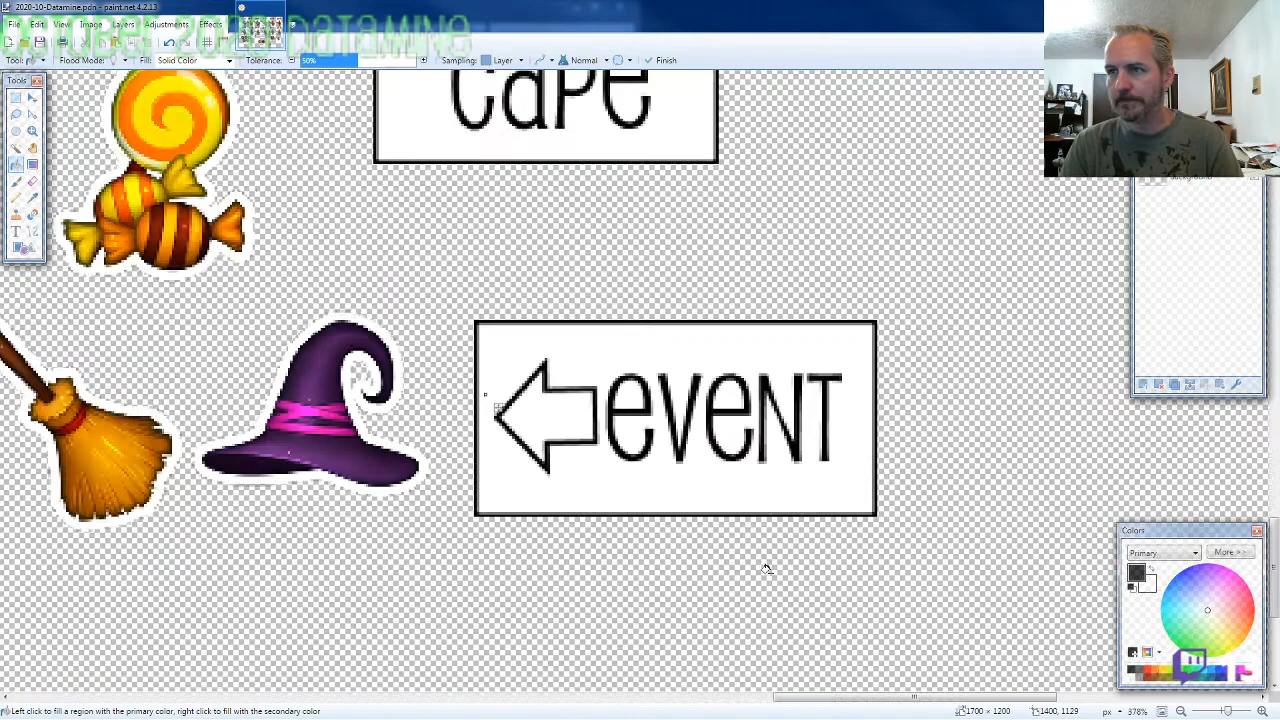 2020-10-Datamine.pdn - paint.net 4.2.13
File Edit View Image Layers Adjustments Effects
October 2020 Datamine
Tool: Flood Mode: Fill: Solid Color Tolerance: 50% Sampling: Layer Normal Finish
Tools
cape
event
Colors
Primary
More >>
Left click to fill a region with the primary color, right click to fill with the secondary color
1700 × 1200
1400, 1129
px
378%